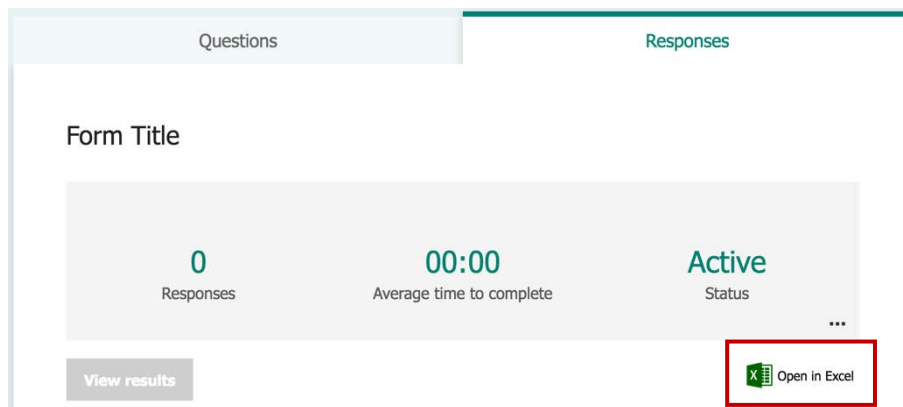 Questions Responses
Form Title
0 00:00 Active
Responses Average time to complete Status
...
View results Open in Excel